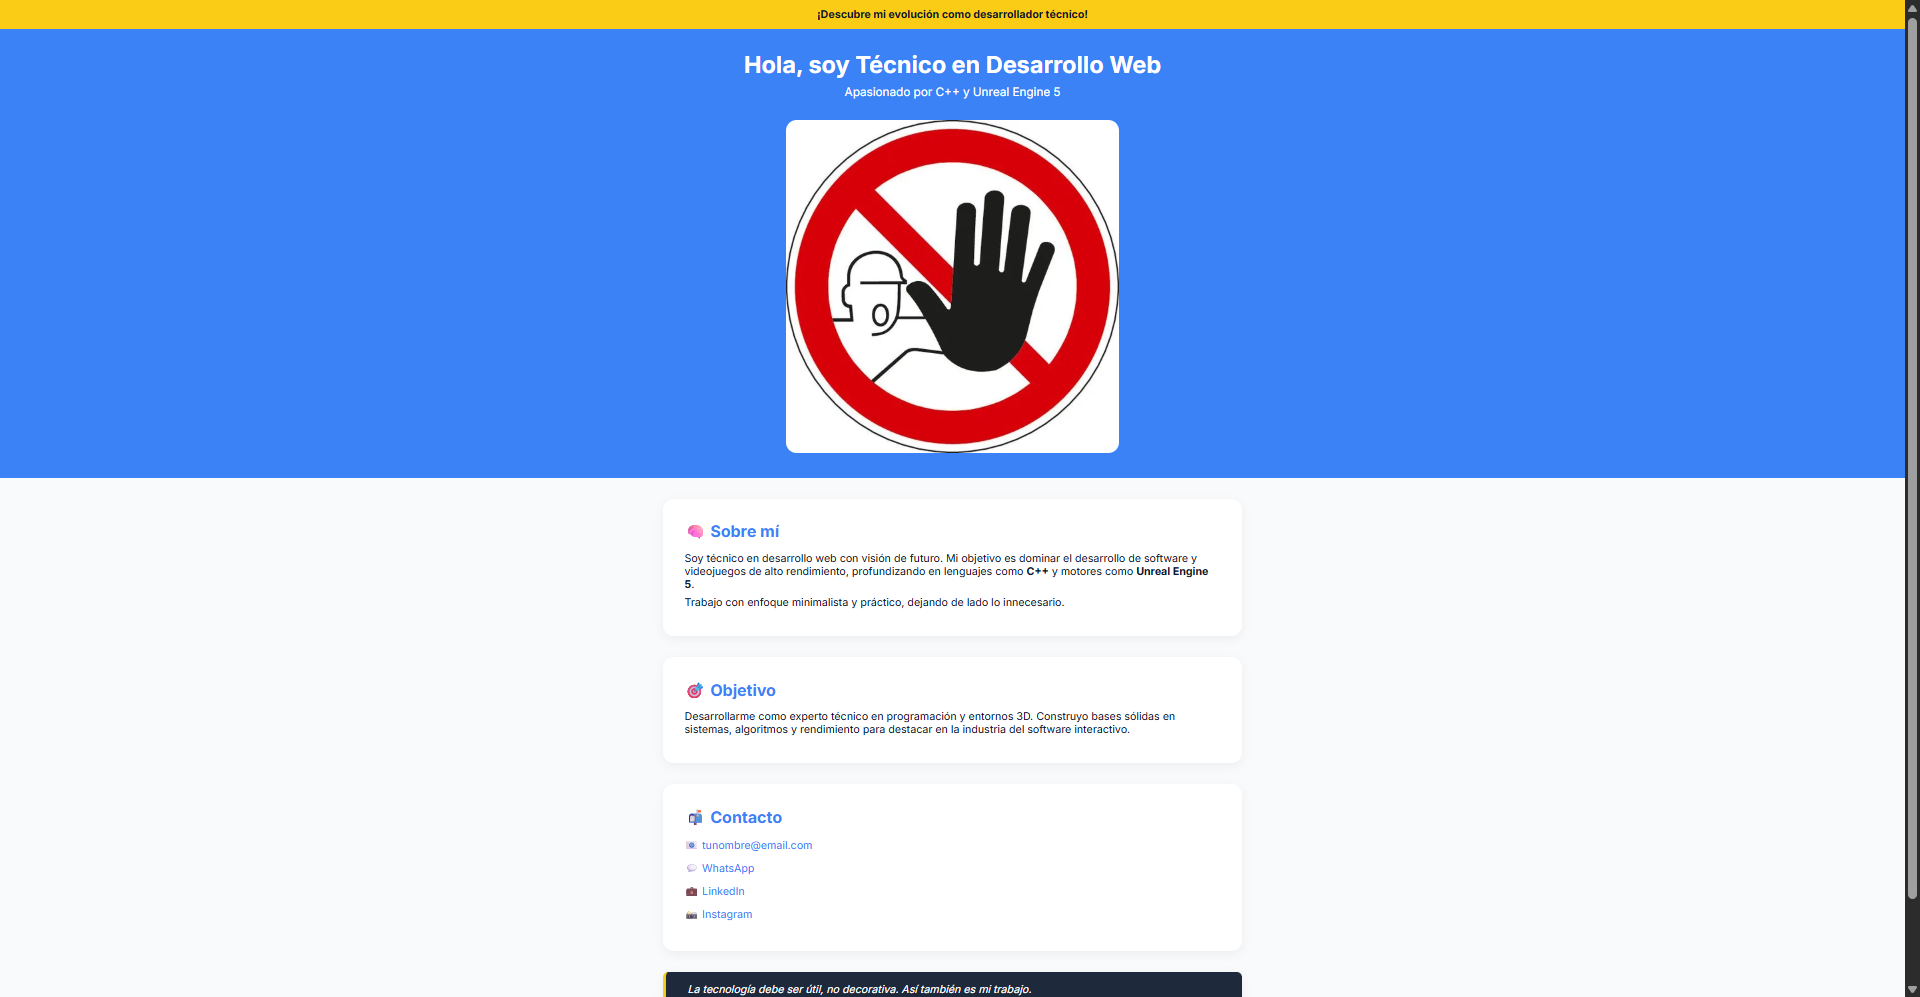 ¡Descubre mi evolución como desarrollador técnico!
Hola, soy Técnico en Desarrollo Web
Apasionado por C++ y Unreal Engine 5
Sobre mí
Soy técnico en desarrollo web con visión de futuro. Mi objetivo es dominar el desarrollo de software y
videojuegos de alto rendimiento, profundizando en lenguajes como C++ y motores como Unreal Engine
5.
Trabajo con enfoque minimalista y práctico, dejando de lado lo innecesario.
Objetivo
Desarrollarme como experto técnico en programación y entornos 3D. Construyo bases sólidas en
sistemas, algoritmos y rendimiento para destacar en la industria del software interactivo.
Contacto
tunombre@email.com
WhatsApp
LinkedIn
Instagram
La tecnología debe ser útil, no decorativa. Así también es mi trabajo.